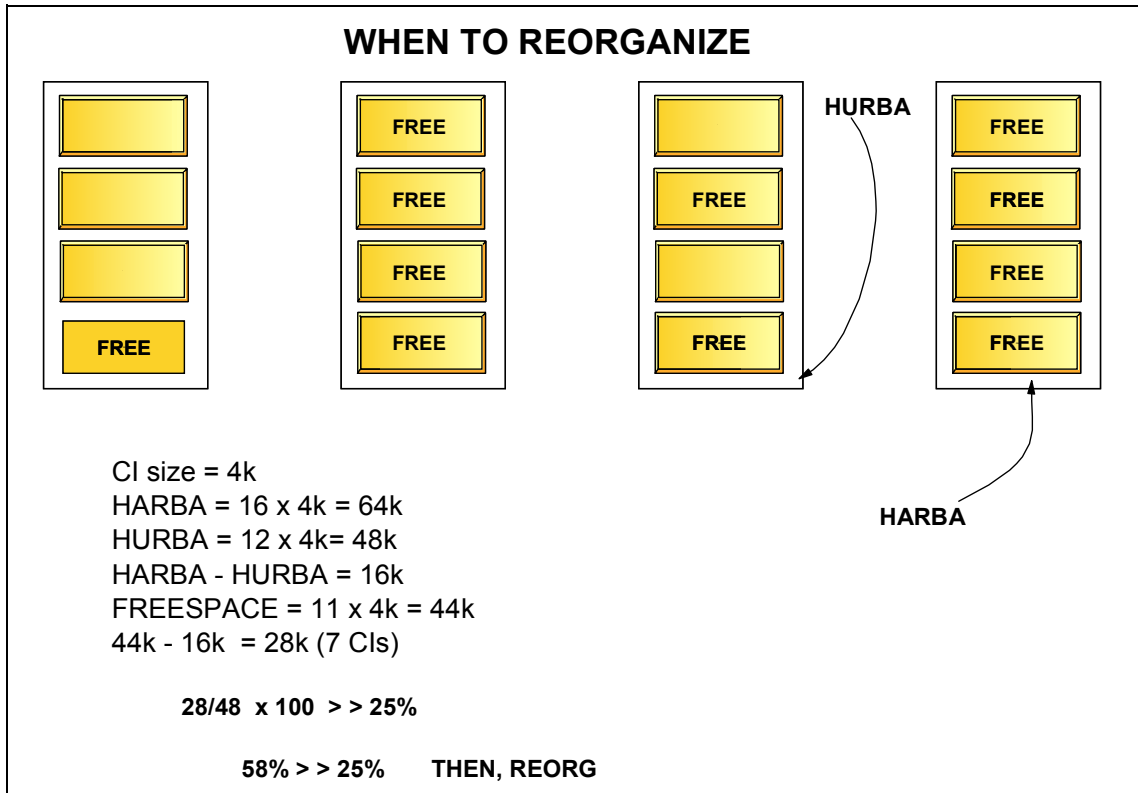 WHEN TO REORGANIZE
FREE
FREE
FREE
FREE
FREE
FREE
FREE
HURBA
FREE
FREE
FREE
FREE
HARBA
CI size = 4k
HARBA = 16 x 4k = 64k
HURBA = 12 x 4k= 48k
HARBA - HURBA = 16k
FREESPACE = 11 x 4k = 44k
44k - 16k = 28k (7 CIs)
28/48 x 100 > > 25%
58% > > 25% THEN, REORG